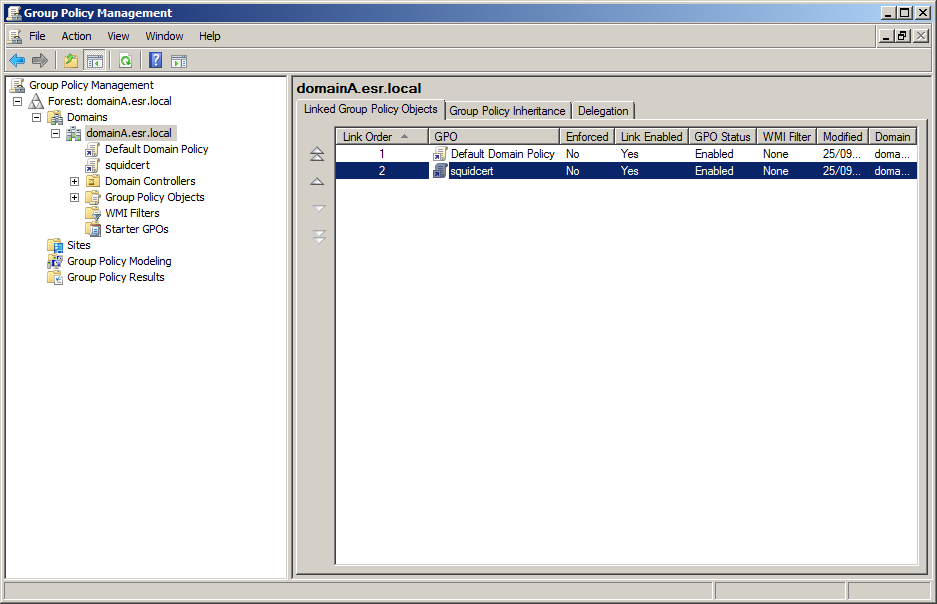 Group Policy Management
File Action View Window Help
Group Policy Management
Forest: domainA.esr.local
Domains
domainA.esr.local
Default Domain Policy
squidcert
Domain Controllers
Group Policy Objects
WMI Filters
Starter GPOs
Sites
Group Policy Modeling
Group Policy Results
domainA.esr.local
Linked Group Policy Objects Group Policy Inheritance Delegation
Link Order GPO Enforced Link Enabled GPO Status WMI Filter Modified Domain
1 Default Domain Policy No Yes Enabled None 25/09... doma...
2 squidcert No Yes Enabled None 25/09... doma...